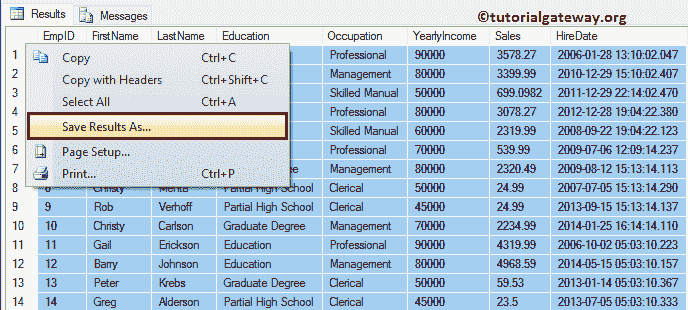 Results Messages
©tutorialgateway.org
EmpID FirstName LastName Education Occupation YearlyIncome Sales HireDate
1 Professional 90000 3578.27 2006-01-28 13:10:02.047
Copy Ctrl+C
Management 80000 3399.99 2010-12-29 15:10:02.407
Copy with Headers Ctrl+Shift+C
Skilled Manual 50000 699.0982 2011-12-29 22:14:02.470
Select All Ctrl+A
Professional 80000 3078.27 2012-12-28 19:04:22.380
Save Results As...
Skilled Manual 60000 2319.99 2008-09-22 19:04:22.123
Page Setup...
Professional 70000 539.99 2009-07-06 12:09:14.237
Print... Ctrl+P
Management 80000 2320.49 2009-08-12 15:13:14.113
8 Christy Mehta Partial High School Clerical 50000 24.99 2007-07-05 15:13:14.290
9 9 Rob Verhoff Partial High School Clerical 45000 24.99 2013-09-15 15:13:14.137
10 10 Christy Carlson Graduate Degree Management 70000 2234.99 2014-01-25 16:14:14.110
11 11 Gail Erickson Education Professional 90000 4319.99 2006-10-02 05:03:10.223
12 12 Barry Johnson Education Management 80000 4968.59 2014-05-15 05:03:10.157
13 13 Peter Krebs Graduate Degree Clerical 50000 59.53 2013-01-14 05:03:10.367
14 14 Greg Alderson Partial High School Clerical 45000 23.5 2013-07-05 05:03:10.333